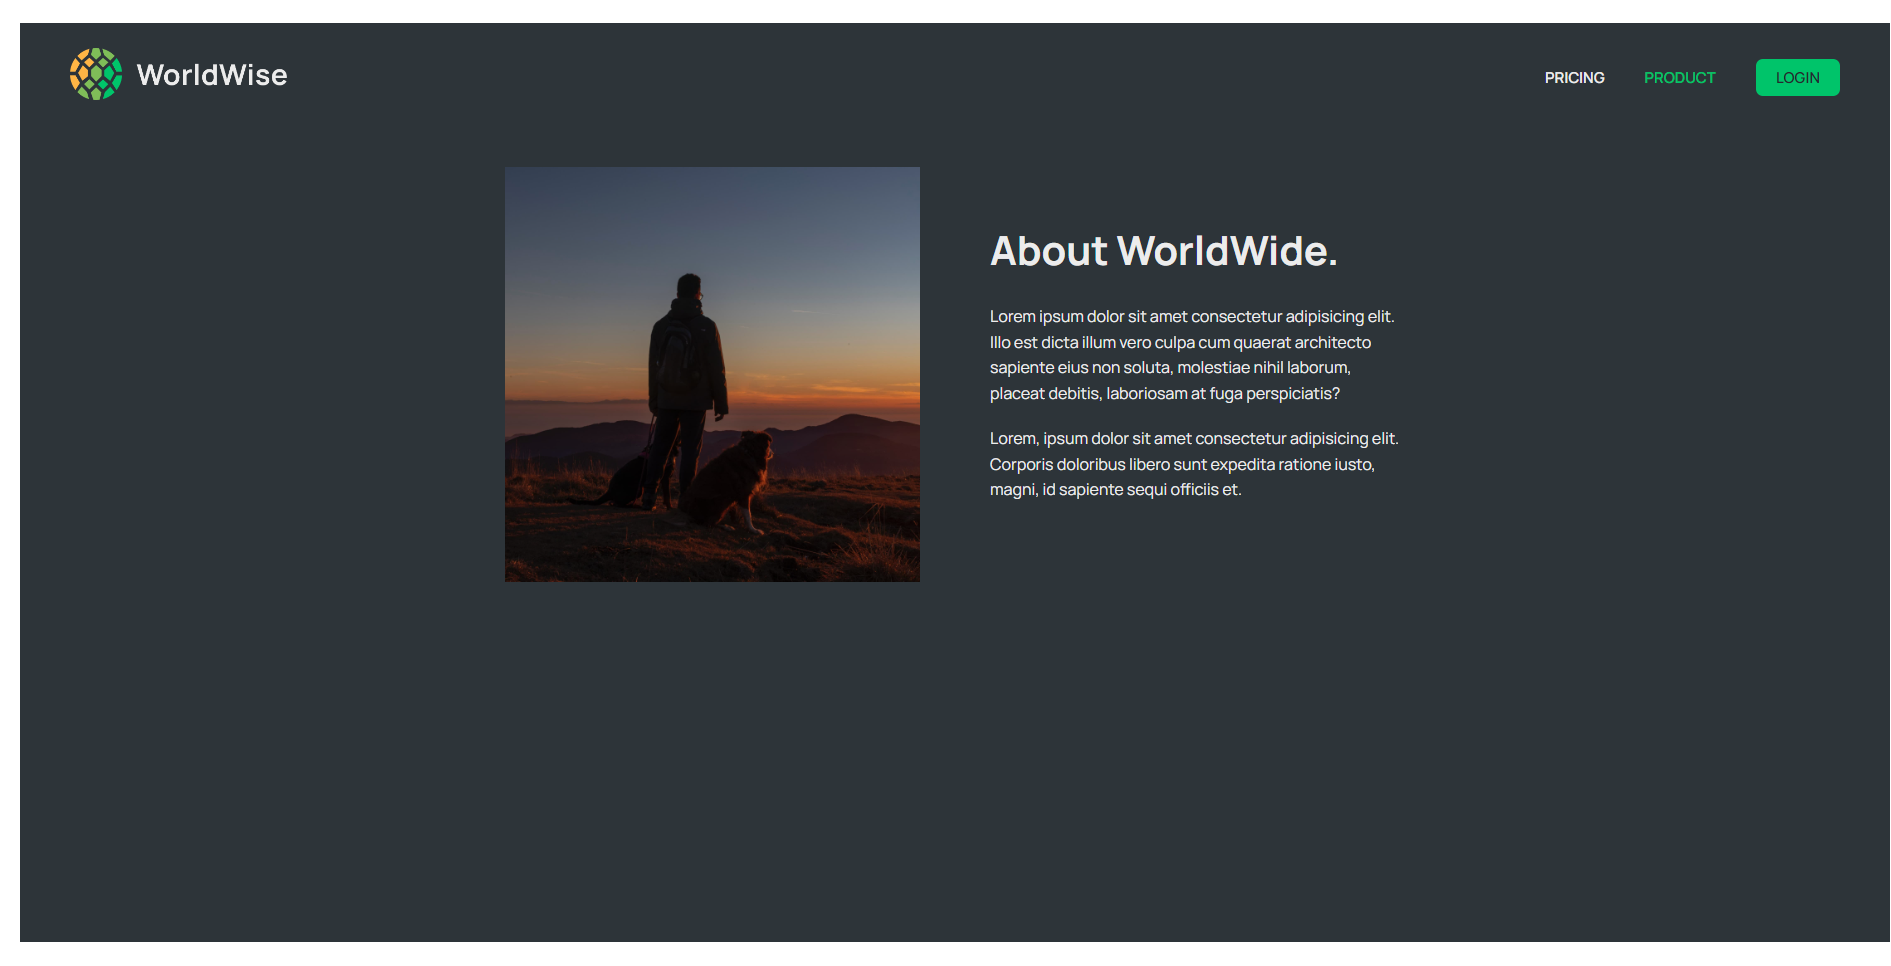 WorldWise
PRICING
PRODUCT
LOGIN
About WorldWide.
Lorem ipsum dolor sit amet consectetur adipisicing elit.
Illo est dicta illum vero culpa cum quaerat architecto
sapiente eius non soluta, molestiae nihil laborum,
placeat debitis, laboriosam at fuga perspiciatis?
Lorem, ipsum dolor sit amet consectetur adipisicing elit.
Corporis doloribus libero sunt expedita ratione iusto,
magni, id sapiente sequi officiis et.